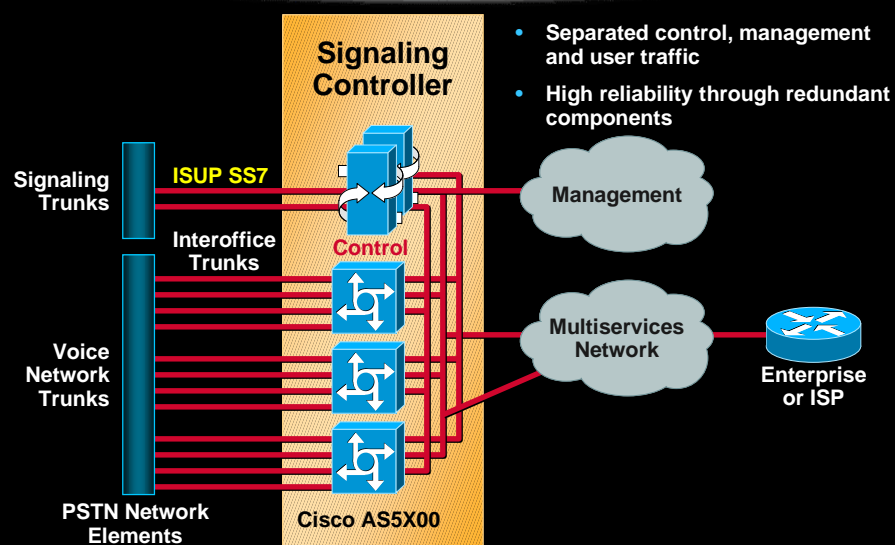 Signaling
Controller
• Separated control, management
and user traffic
• High reliability through redundant
components
Signaling
Trunks
ISUP SS7
Management
Interoffice
Trunks
Control
Voice
Network
Trunks
Multiservices
Network
Enterprise
or ISP
PSTN Network
Elements
Cisco AS5X00